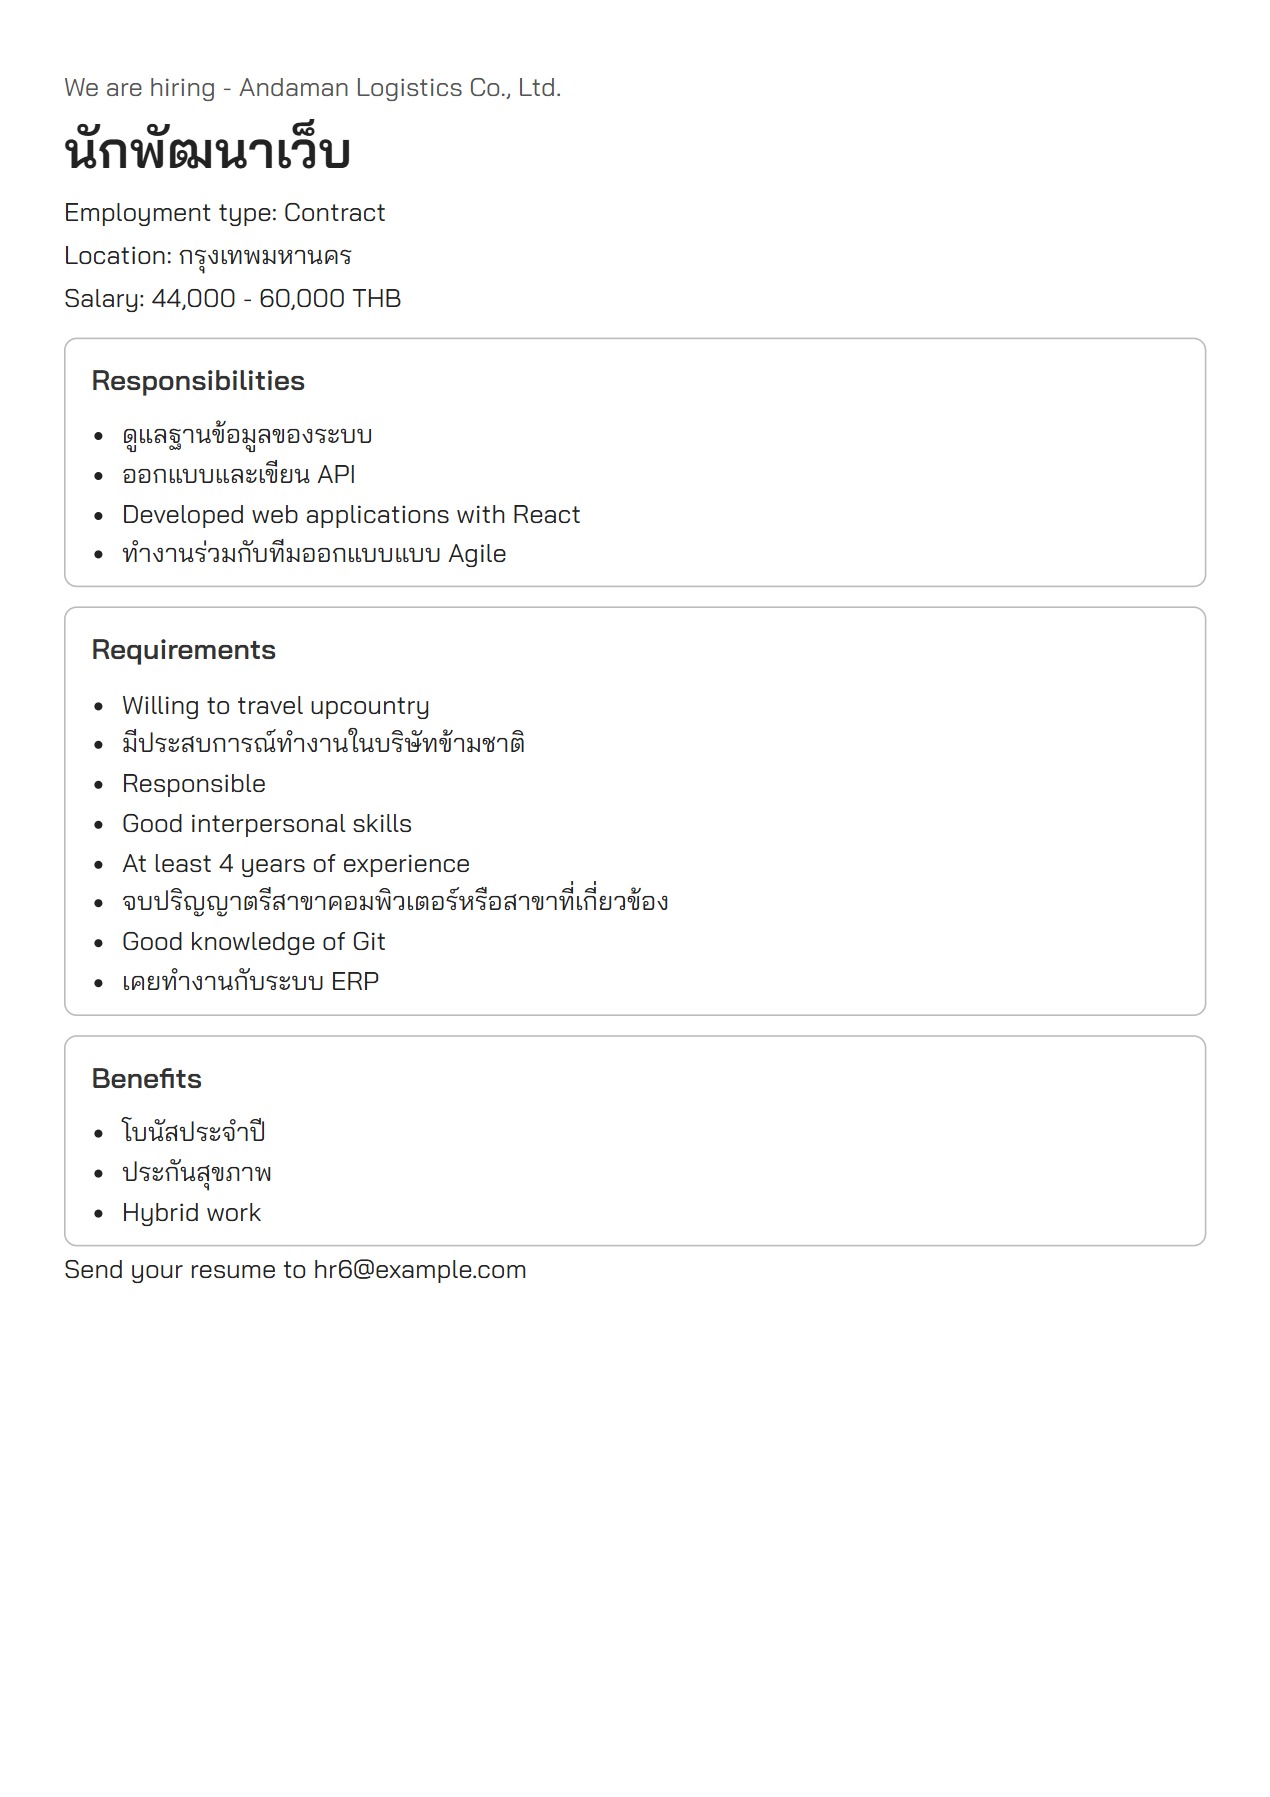 We are hiring - Andaman Logistics Co., Ltd.
นักพัฒนาเว็บ
Employment type: Contract
Location: กรุงเทพมหานคร
Salary: 44,000 - 60,000 THB
Responsibilities
• ดูแลฐานข้อมูลของระบบ
• ออกแบบและเขียน API
• Developed web applications with React
• ทำงานร่วมกับทีมออกแบบแบบ Agile
Requirements
• Willing to travel upcountry
• มีประสบการณ์ทำงานในบริษัทข้ามชาติ
• Responsible
• Good interpersonal skills
• At least 4 years of experience
• จบปริญญาตรีสาขาคอมพิวเตอร์หรือสาขาที่เกี่ยวข้อง
• Good knowledge of Git
• เคยทำงานกับระบบ ERP
Benefits
• โบนัสประจำปี
• ประกันสุขภาพ
• Hybrid work
Send your resume to hr6@example.com